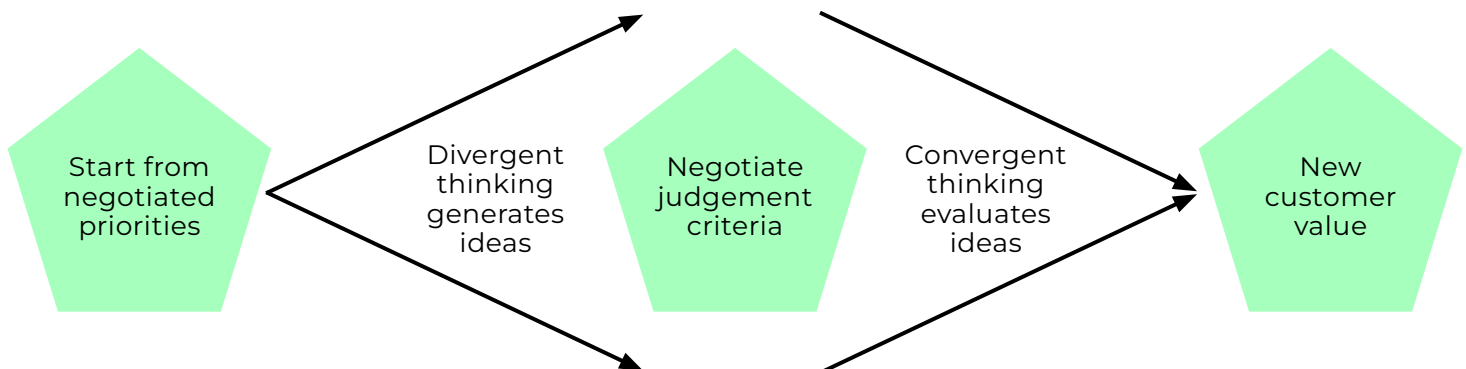 Start from
negotiated
priorities
Divergent
thinking
generates
ideas
Negotiate
judgement
criteria
Convergent
thinking
evaluates
ideas
New
customer
value